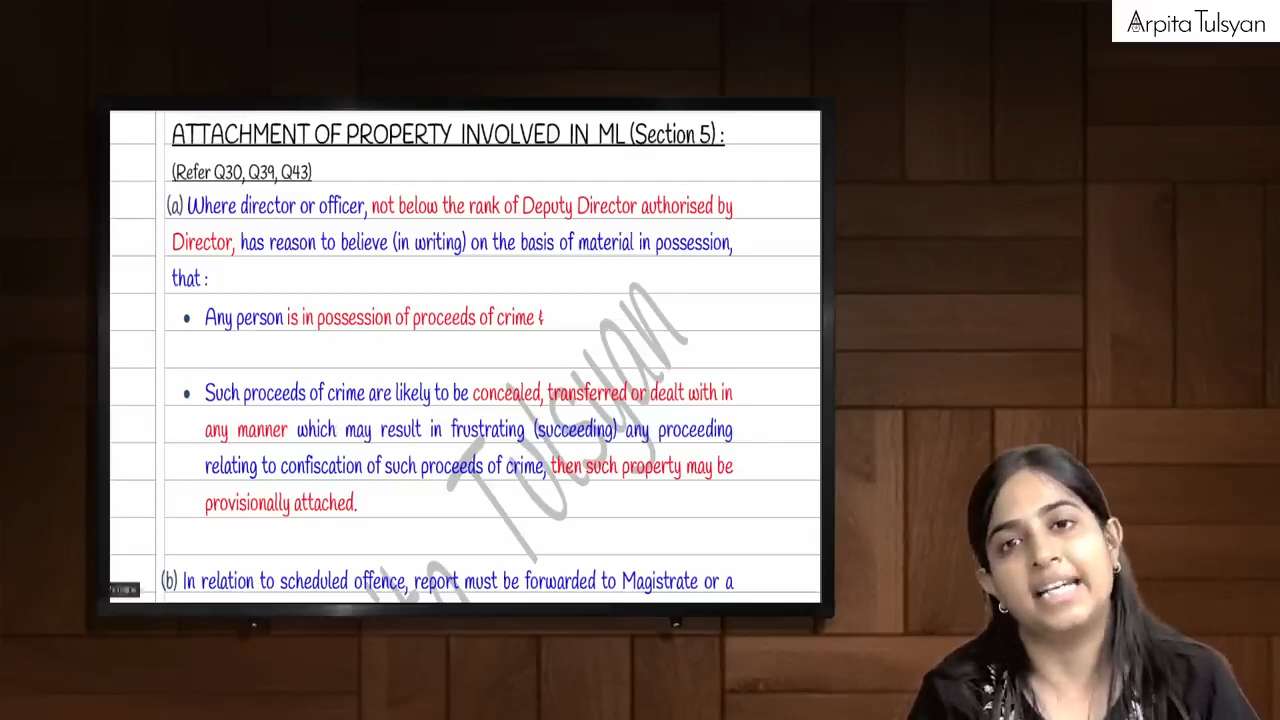 Arpita Tulsyan
ATTACHMENT OF PROPERTY INVOLVED IN ML (Section 5) :
(Refer Q30, Q39, Q43)
(a) Where director or officer, not below the rank of Deputy Director authorised by
Director, has reason to believe (in writing) on the basis of material in possession,
that :
• Any person is in possession of proceeds of crime &
• Such proceeds of crime are likely to be concealed, transferred or dealt with in
any manner which may result in frustrating (succeeding) any proceeding
relating to confiscation of such proceeds of crime, then such property may be
provisionally attached.
Tulsyan
(b) In relation to scheduled offence, report must be forwarded to Magistrate or a